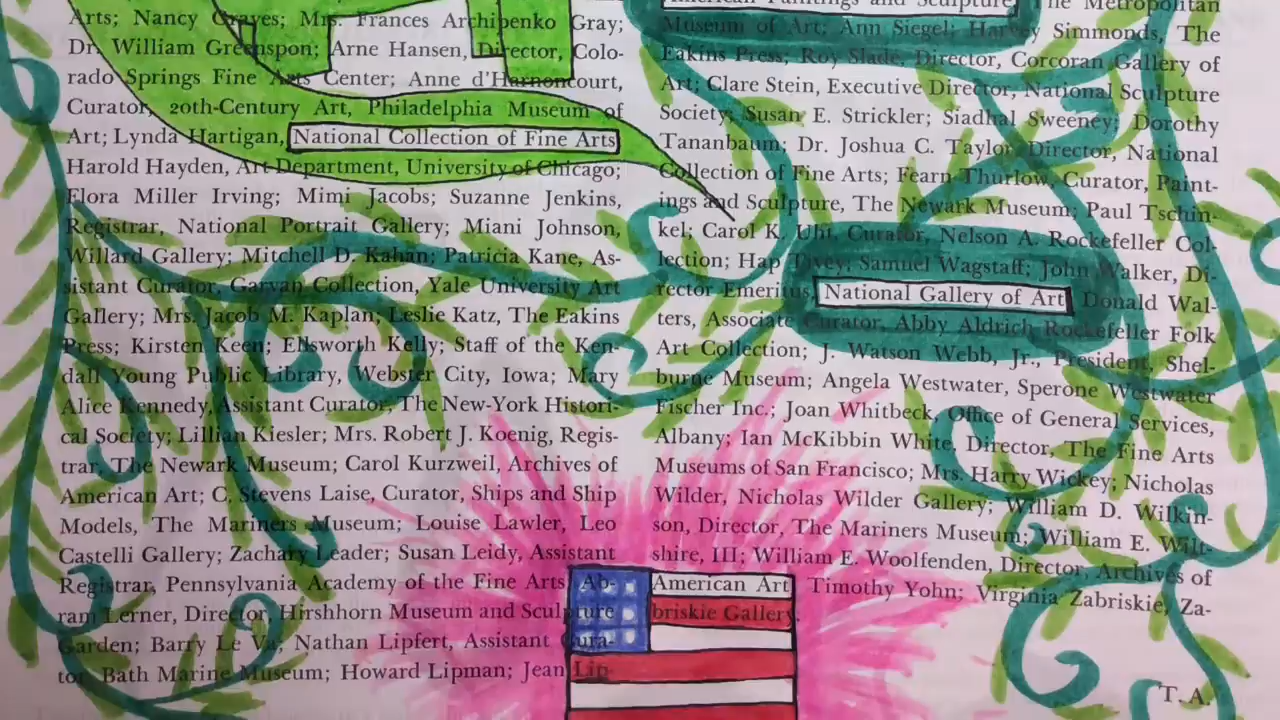 Arts; Nancy Graves; Mrs. Frances Archipenko Gray;
Dr. William Greenspon; Arne Hansen, Director, Colo-
rado Springs Fine Arts Center; Anne d'Harnoncourt,
Curator, 20th-Century Art, Philadelphia Museum of
Art; Lynda Hartigan, National Collection of Fine Arts
Harold Hayden, Art Department, University of Chicago;
Flora Miller Irving; Mimi Jacobs; Suzanne Jenkins,
Registrar, National Portrait Gallery; Miani Johnson,
Willard Gallery; Mitchell D. Kahan; Patricia Kane, As-
sistant Curator, Garvan Collection, Yale University Art
Gallery; Mrs. Jacob M. Kaplan; Leslie Katz, The Eakins
Press; Kirsten Keen; Ellsworth Kelly; Staff of the Ken-
dall Young Public Library, Webster City, Iowa; Mary
Alice Kennedy, Assistant Curator, The New-York Histori-
cal Society; Lillian Kiesler; Mrs. Robert J. Koenig, Regis-
trar, The Newark Museum; Carol Kurzweil, Archives of
American Art; C. Stevens Laise, Curator, Ships and Ship
Models, The Mariners Museum; Louise Lawler, Leo
Castelli Gallery; Zachary Leader; Susan Leidy, Assistant
Registrar, Pennsylvania Academy of the Fine Arts Ab-
ram Lerner, Director, Hirshhorn Museum and Sculpture
Garden; Barry Le Va; Nathan Lipfert, Assistant Cura-
tor, Bath Marine Museum; Howard Lipman; Jean Lip-
American Paintings and Sculpture, The Metropolitan
Museum of Art; Ann Siegel; Harvey Simmonds, The
Eakins Press; Roy Slade, Director, Corcoran Gallery of
Art; Clare Stein, Executive Director, National Sculpture
Society; Susan E. Strickler; Siadhal Sweeney; Dorothy
Tananbaum; Dr. Joshua C. Taylor, Director, National
Collection of Fine Arts; Fearn Thurlow, Curator, Paint-
ings and Sculpture, The Newark Museum; Paul Tschin-
kel; Carol K. Uht, Curator, Nelson A. Rockefeller Col-
lection; Hap Tivey; Samuel Wagstaff; John Walker, Di-
rector Emeritus, National Gallery of Art Donald Wal-
ters, Associate Curator, Abby Aldrich Rockefeller Folk
Art Collection; J. Watson Webb, Jr., President, Shel-
burne Museum; Angela Westwater, Sperone Westwater
Fischer Inc.; Joan Whitbeck, Office of General Services,
Albany; Ian McKibbin White, Director, The Fine Arts
Museums of San Francisco; Mrs. Harry Wickey; Nicholas
Wilder, Nicholas Wilder Gallery; William D. Wilkin-
son, Director, The Mariners Museum; William E. Wilt-
shire, III; William E. Woolfenden, Director, Archives of
American Art Timothy Yohn; Virginia Zabriskie, Za-
briskie Gallery.
T. A.